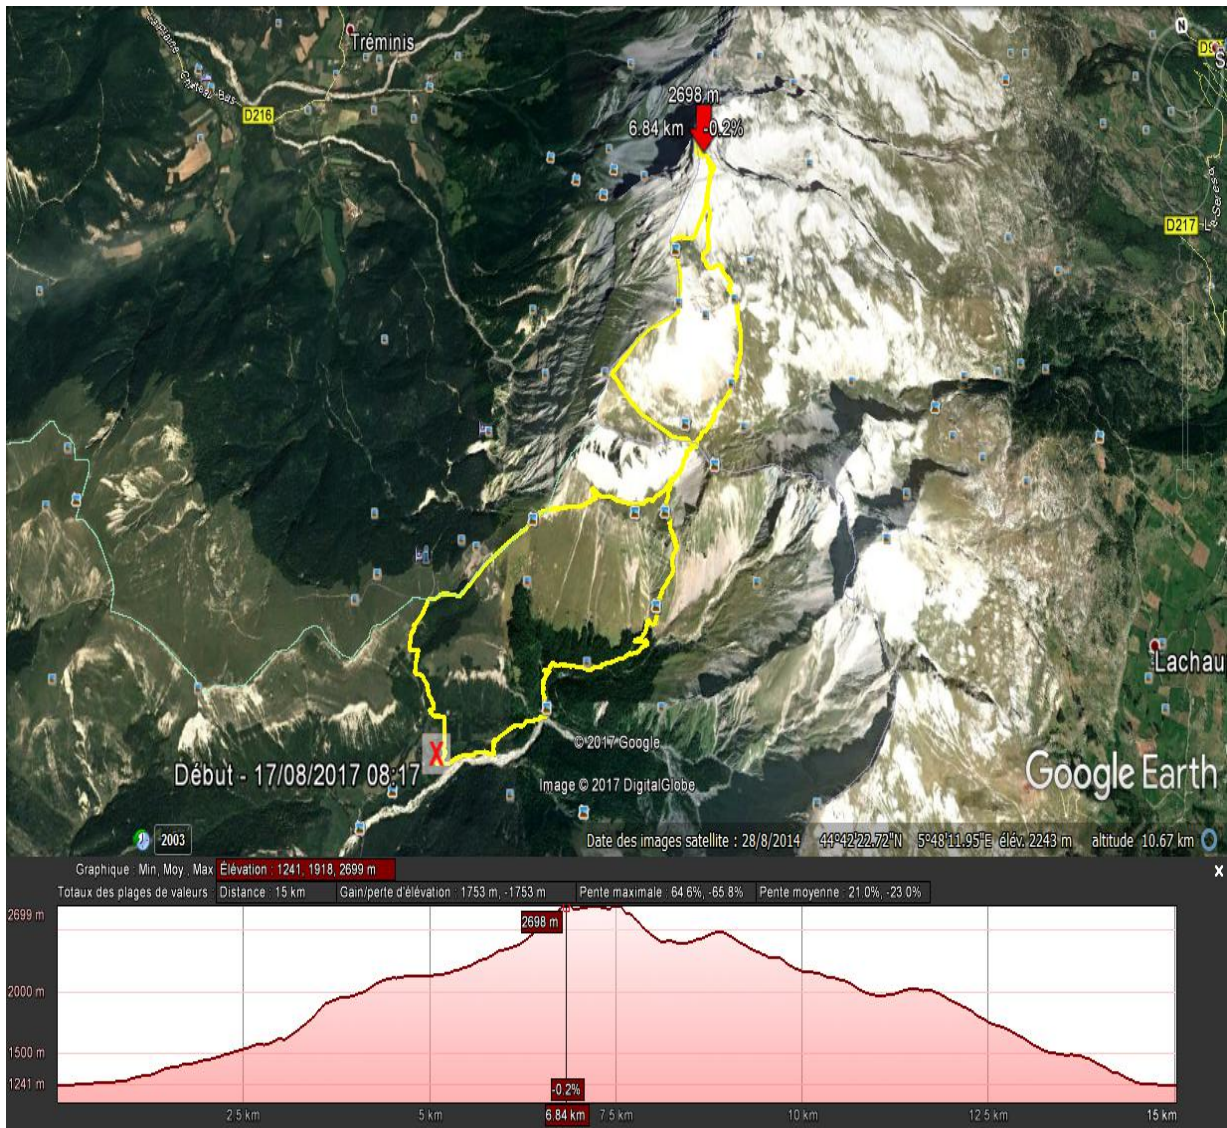 Tréminis
La Plaine
Château Bas
D216
N
2698 m
6.84 km -0.2%
D217
Lachau
X
© 2017 Google
Google Earth
Début - 17/08/2017 08:17
Image © 2017 DigitalGlobe
2003
Date des images satellite : 28/8/2014 44°42'22.72"N 5°48'11.95"E élév. 2243 m altitude 10.67 km
Graphique : Min, Moy., Max Élévation : 1241, 1918, 2699 m
Totaux des plages de valeurs : Distance : 15 km Gain/perte d'élévation : 1753 m, -1753 m Pente maximale : 64.6%, -65.8% Pente moyenne : 21.0%, -23.0%
2699 m
2698 m
2000 m
1500 m
1241 m
-0.2%
2.5 km 5 km 6.84 km 7.5 km 10 km 12.5 km 15 km